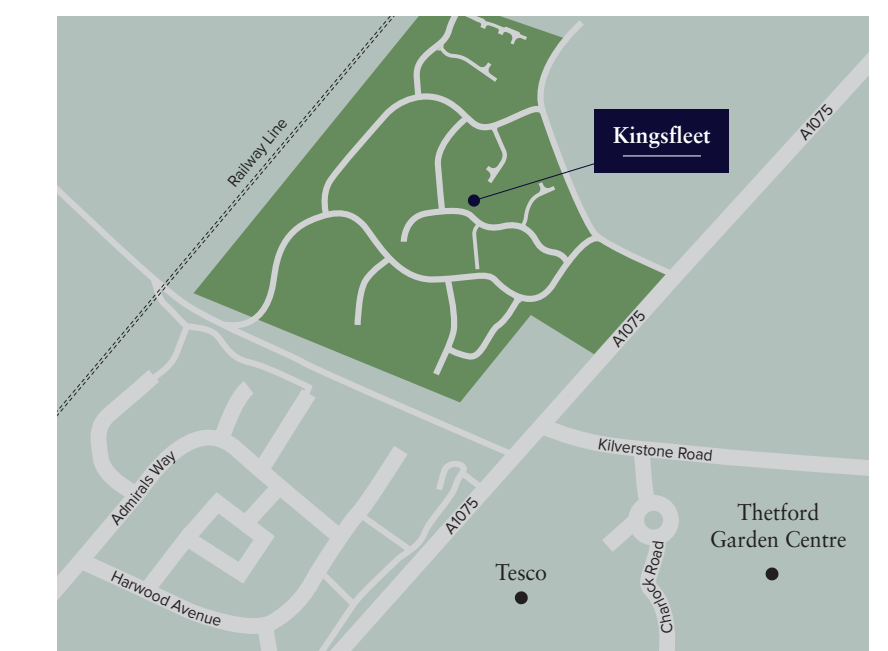 Railway Line
A1075
Kingsfleet
A1075
Kilverstone Road
Admirals Way
A1075
Thetford
Garden Centre
Tesco
Charlock Road
Harwood Avenue